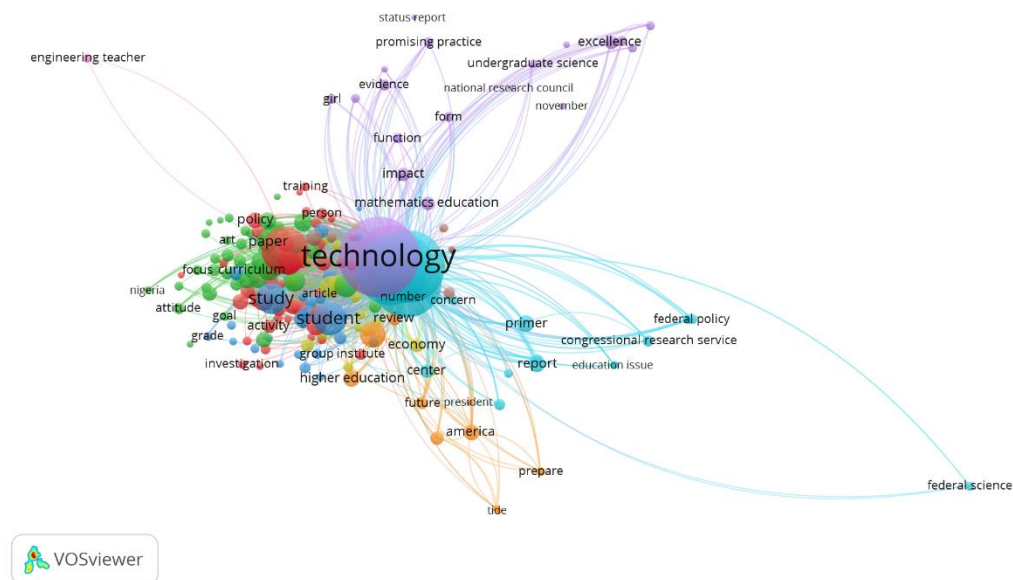 status report
promising practice
excellence
engineering teacher
undergraduate science
evidence
national research council
girl
november
form
function
impact
training
mathematics education
person
policy
art
paper
technology
focus
curriculum
nigeria
article
number
concern
study
attitude
goal
student
review
primer
federal policy
activity
grade
economy
congressional research service
group
institute
investigation
center
report
education issue
higher education
future
president
america
prepare
federal science
tide
VOSviewer